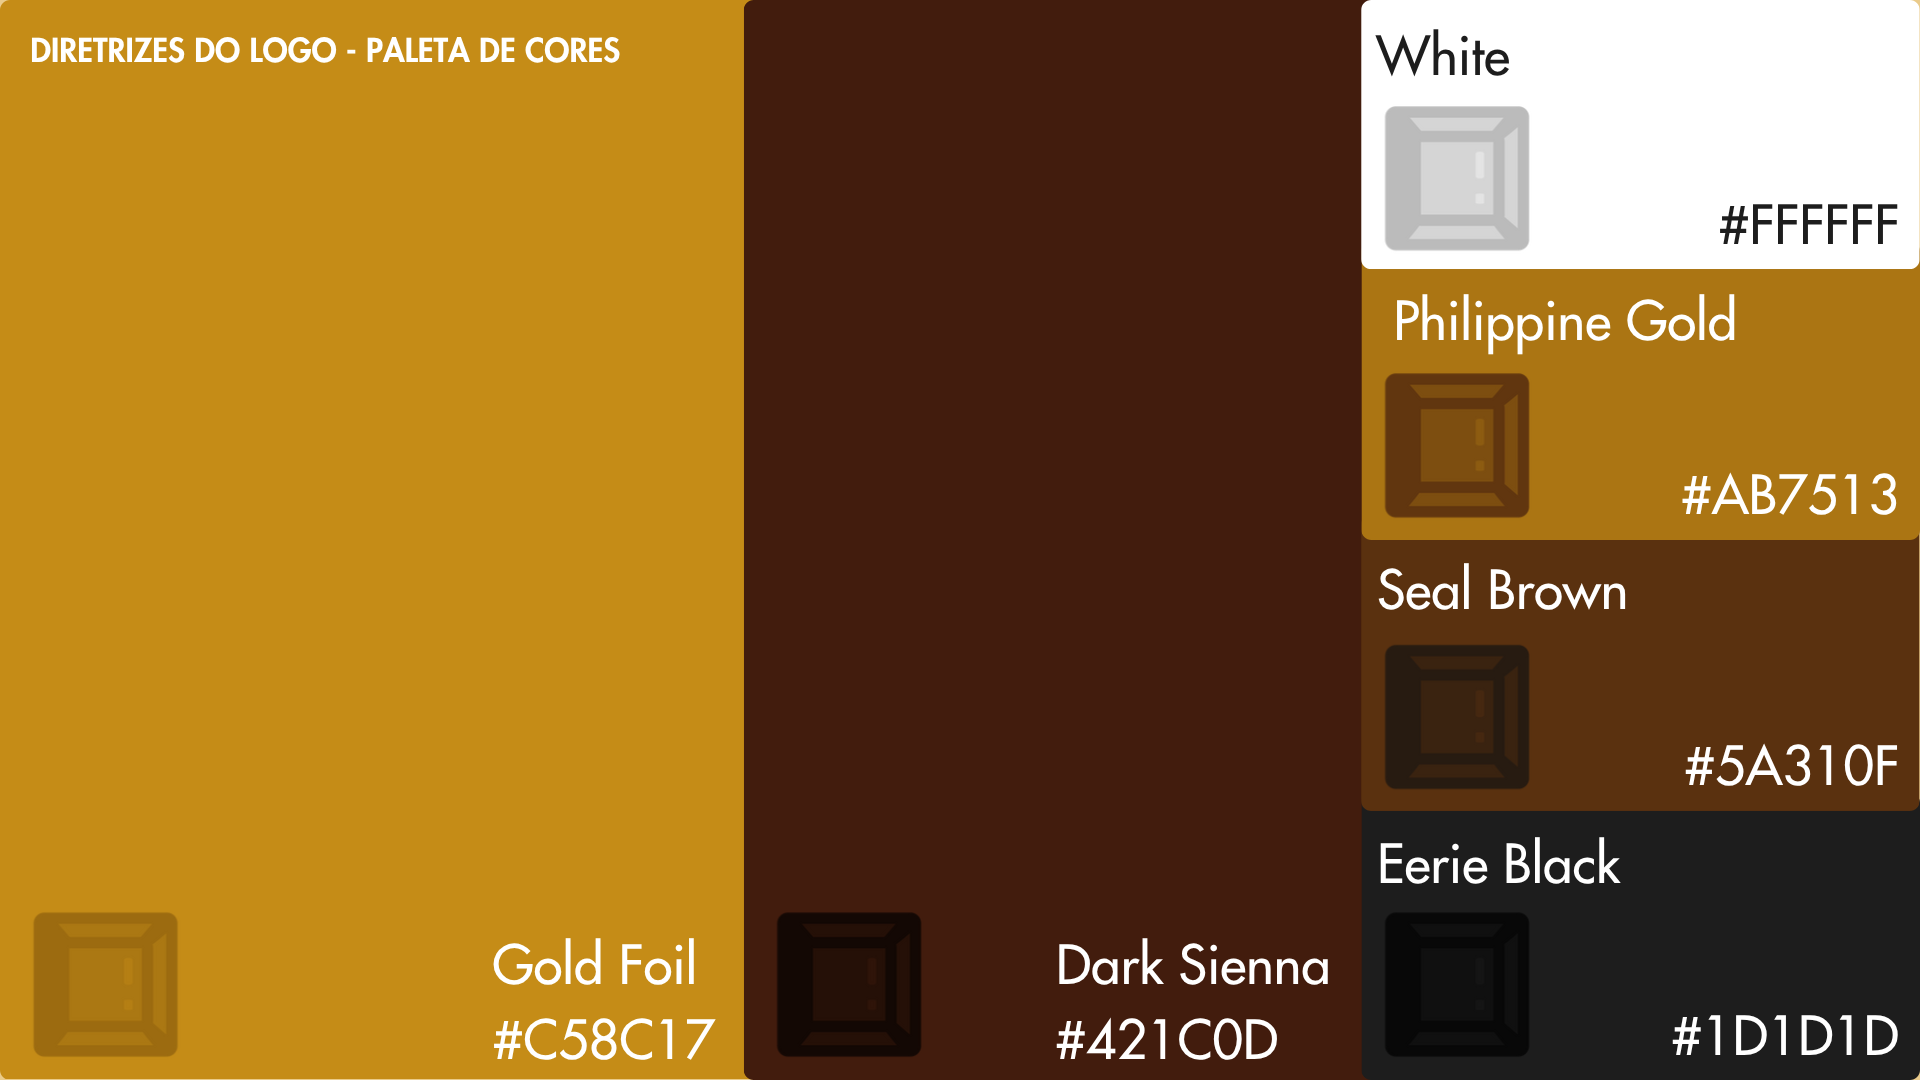 DIRETRIZES DO LOGO - PALETA DE CORES
Gold Foil
#C58C17
Dark Sienna
#421C0D
White
#FFFFFF
Philippine Gold
#AB7513
Seal Brown
#5A310F
Eerie Black
#1D1D1D